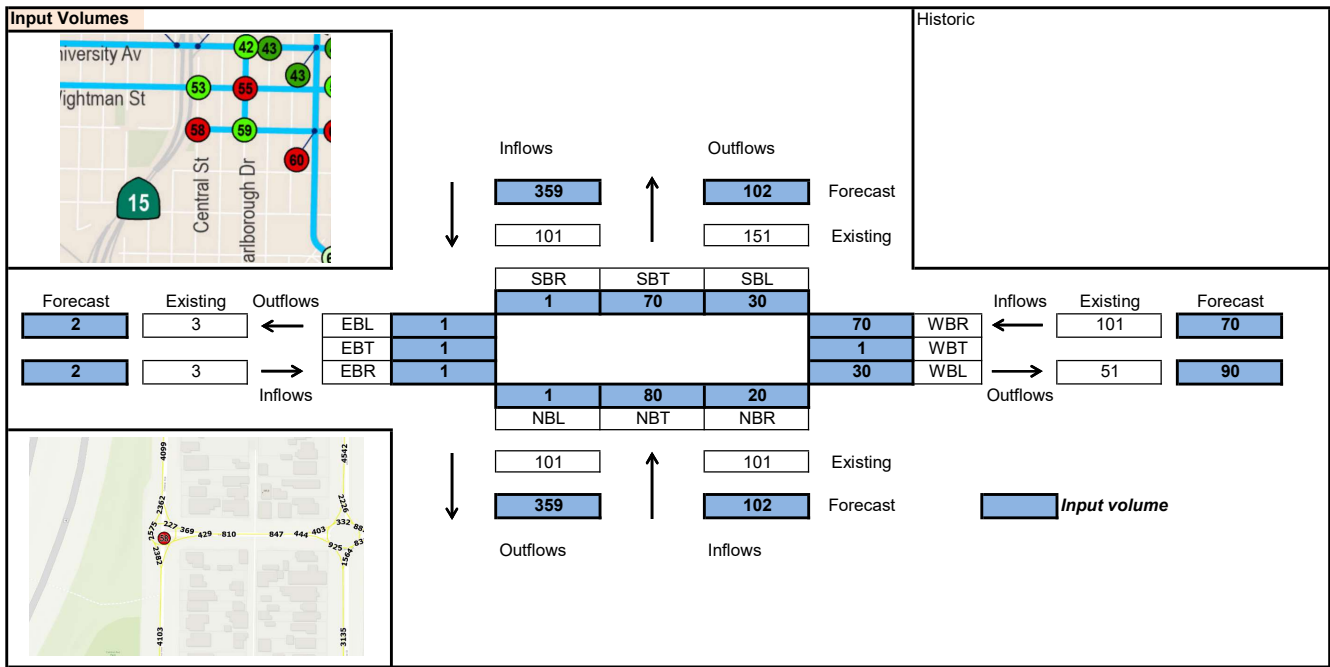 Input Volumes
Historic
niversity Av
Wightman St
42 43
43
53 55
58 59
60
15
Central St
arlborough Dr
Inflows Outflows
359 102 Forecast
101 151 Existing
SBR SBT SBL
1 70 30
Forecast Existing Outflows
2 3 EBL 1
EBT 1
2 3 EBR 1
Inflows
Inflows Existing Forecast
70 WBR 101 70
1 WBT
30 WBL 51 90
Outflows
1 80 20
NBL NBT NBR
101 101 Existing
359 102 Forecast
Outflows Inflows
Input volume
4099 4542
2362 2226
2575 227 369 429 810 847 444 403 332
2382 925 1564
4103 3135